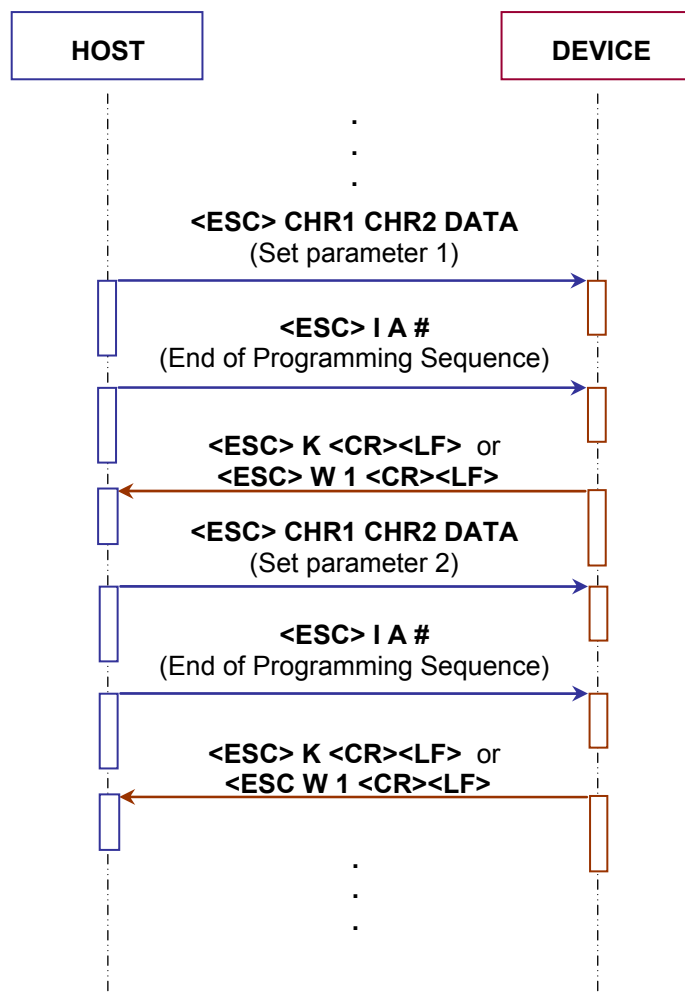 HOST
DEVICE
.
.
.
<ESC> CHR1 CHR2 DATA
(Set parameter 1)
<ESC> I A #
(End of Programming Sequence)
<ESC> K <CR><LF> or
<ESC> W 1 <CR><LF>
<ESC> CHR1 CHR2 DATA
(Set parameter 2)
<ESC> I A #
(End of Programming Sequence)
<ESC> K <CR><LF> or
<ESC W 1 <CR><LF>
.
.
.